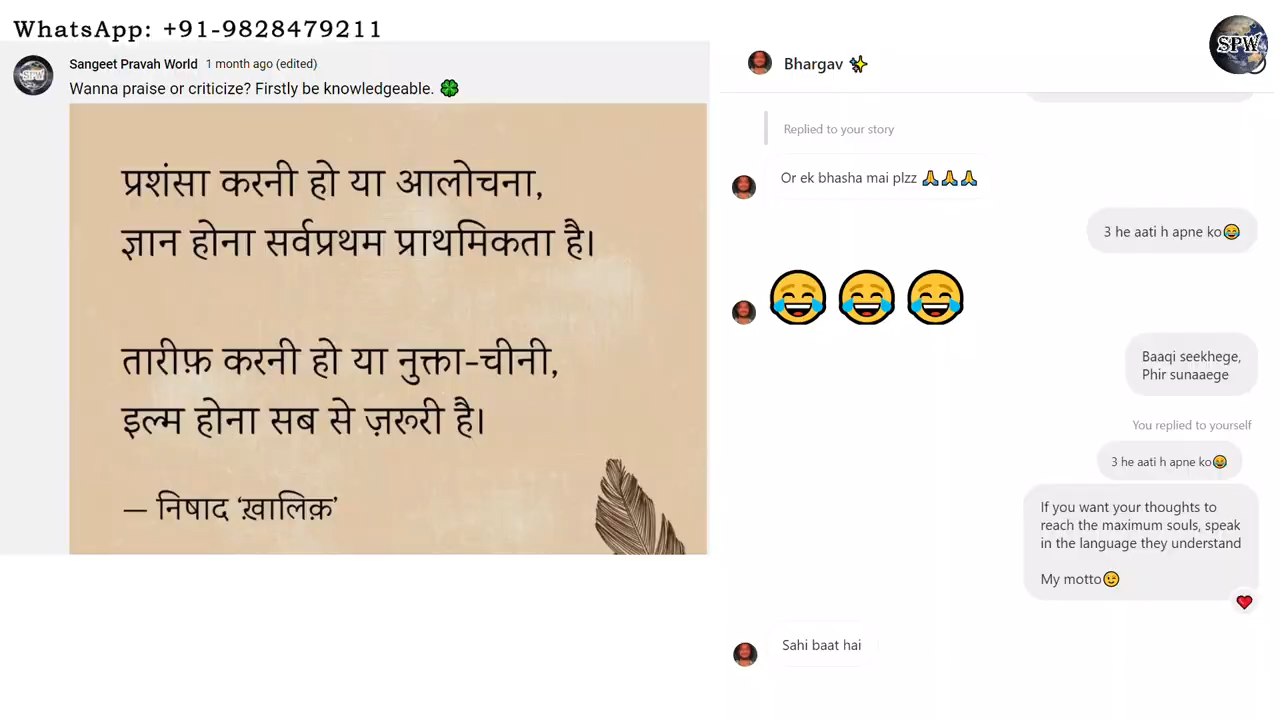 WhatsApp: +91-9828479211
Sangeet Pravah World 1 month ago (edited)
Wanna praise or criticize? Firstly be knowledgeable. 🍀
प्रशंसा करनी हो या आलोचना,
ज्ञान होना सर्वप्रथम प्राथमिकता है।
तारीफ़ करनी हो या नुक्ता-चीनी,
इल्म होना सब से ज़रूरी है।
— निषाद ‘ख़ालिक़’
SPW
Bhargav ✨
Replied to your story
Or ek bhasha mai plzz 🙏🙏🙏
3 he aati h apne ko😂
😂 😂 😂
Baaqi seekhege,
Phir sunaaege
You replied to yourself
3 he aati h apne ko😂
If you want your thoughts to
reach the maximum souls, speak
in the language they understand
My motto😉
Sahi baat hai